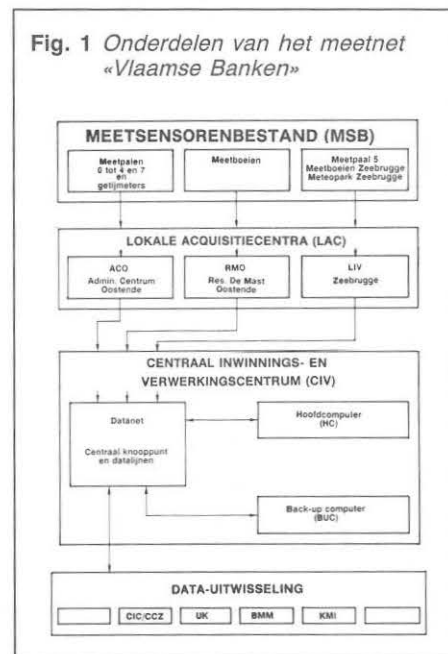 Fig. 1 Onderdelen van het meetnet
«Vlaamse Banken»
MEETSENSORENBESTAND (MSB)
Meetpalen
0 tot 4 en 7
en
getijmeters
Meetboeien
Meetpaal 5
Meetboeien Zeebrugge
Meteopark Zeebrugge
LOKALE ACQUISITIECENTRA (LAC)
ACO
Admin. Centrum
Oostende
RMO
Res. De Mast
Oostende
LIV
Zeebrugge
CENTRAAL INWINNINGS- EN
VERWERKINGSCENTRUM (CIV)
Datanet
Centraal knooppunt
en datalijnen
Hoofdcomputer
(HC)
Back-up computer
(BUC)
DATA-UITWISSELING
CIC/CCZ
UK
BMM
KMI